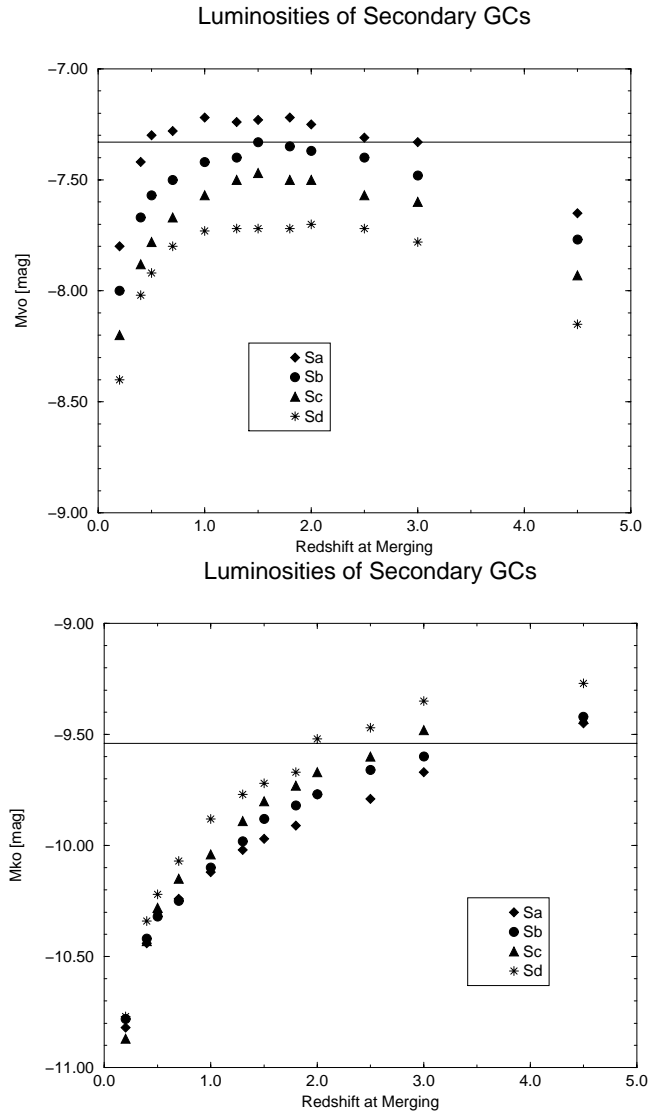 Luminosities of Secondary GCs
−7.00
−7.50
−8.00
−8.50
−9.00
Mvo [mag]
Sa
Sb
Sc
Sd
0.0 1.0 2.0 3.0 4.0 5.0
Redshift at Merging
Luminosities of Secondary GCs
−9.00
−9.50
−10.00
−10.50
−11.00
Mko [mag]
Sa
Sb
Sc
Sd
0.0 1.0 2.0 3.0 4.0 5.0
Redshift at Merging